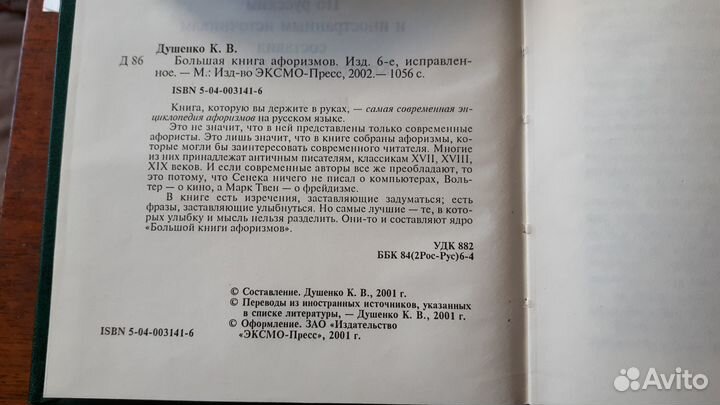 По русским
и иностранным источникам
составил
Душенко К. В.
Д 86 Большая книга афоризмов. Изд. 6-е, исправлен-
ное. — М.: Изд-во ЭКСМО-Пресс, 2002.— 1056 с.
ISBN 5-04-003141-6
Книга, которую вы держите в руках, — самая современная эн-
циклопедия афоризмов на русском языке.
Это не значит, что в ней представлены только современные
афористы. Это лишь значит, что в книге собраны афоризмы, ко-
торые могли бы заинтересовать современного читателя. Многие
из них принадлежат античным писателям, классикам XVII, XVIII,
XIX веков. И если современные авторы все же преобладают, то
это потому, что Сенека ничего не писал о компьютерах, Воль-
тер — о кино, а Марк Твен — о фрейдизме.
В книге есть изречения, заставляющие задуматься; есть
фразы, заставляющие улыбнуться. Но самые лучшие — те, в ко-
торых улыбку и мысль нельзя разделить. Они-то и составляют ядро
«Большой книги афоризмов».
УДК 882
ББК 84(2Рос-Рус)6-4
© Составление. Душенко К. В., 2001 г.
© Переводы из иностранных источников, указанных
в списке литературы, — Душенко К. В., 2001 г.
© Оформление. ЗАО «Издательство
ISBN 5-04-003141-6 «ЭКСМО-Пресс», 2001 г.
Avito